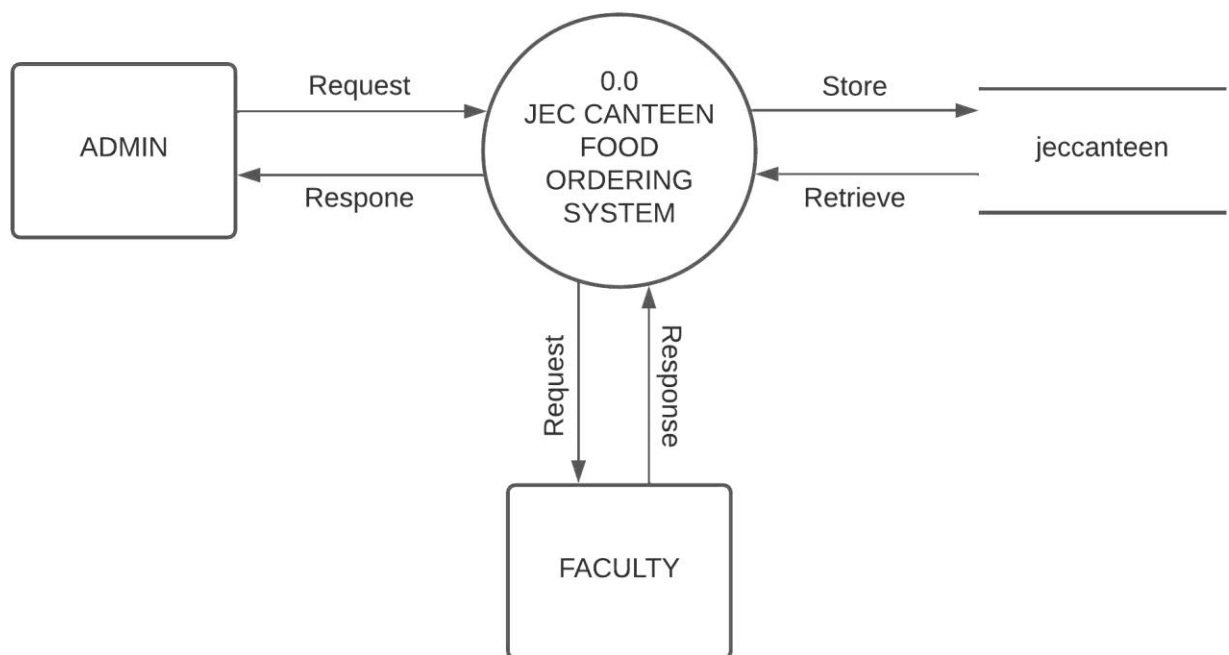 Request
ADMIN
Respone
0.0
JEC CANTEEN
FOOD
ORDERING
SYSTEM
Store
jeccanteen
Retrieve
Request
Response
FACULTY